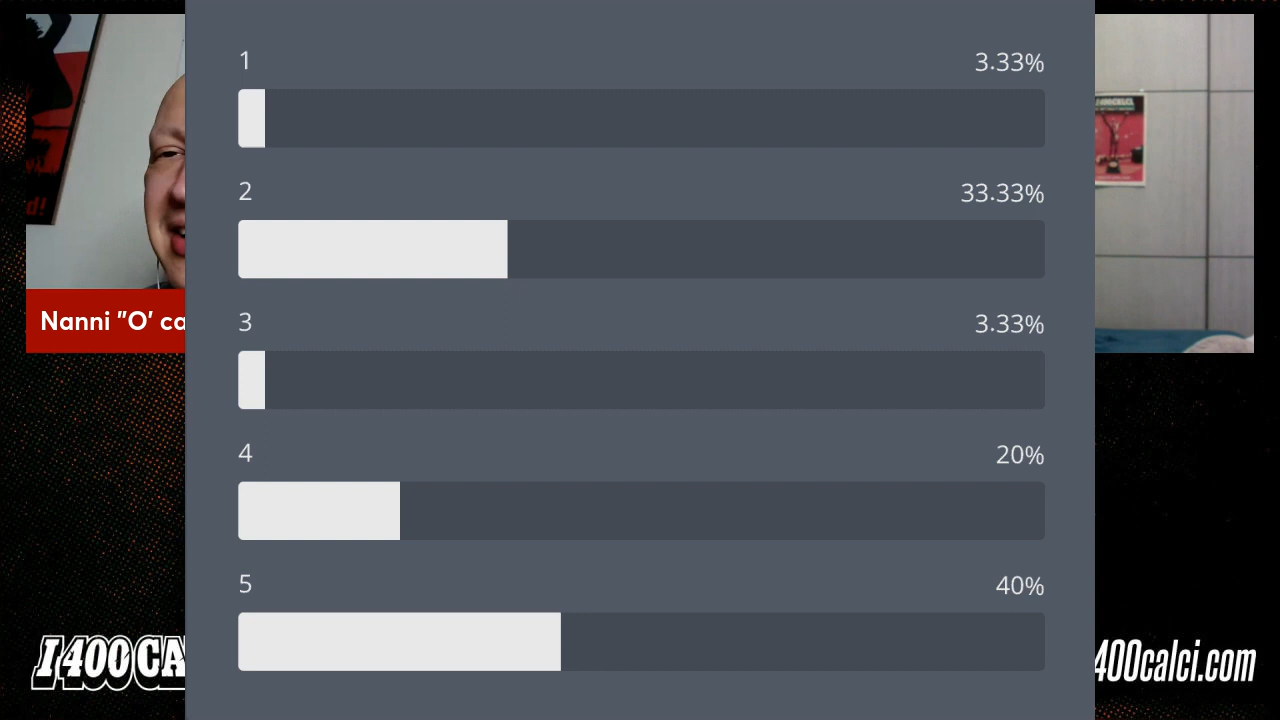 1
3.33%
2
33.33%
3
3.33%
4
20%
5
40%
d!
Nanni "O' ca
I 400 CA
400calci.com